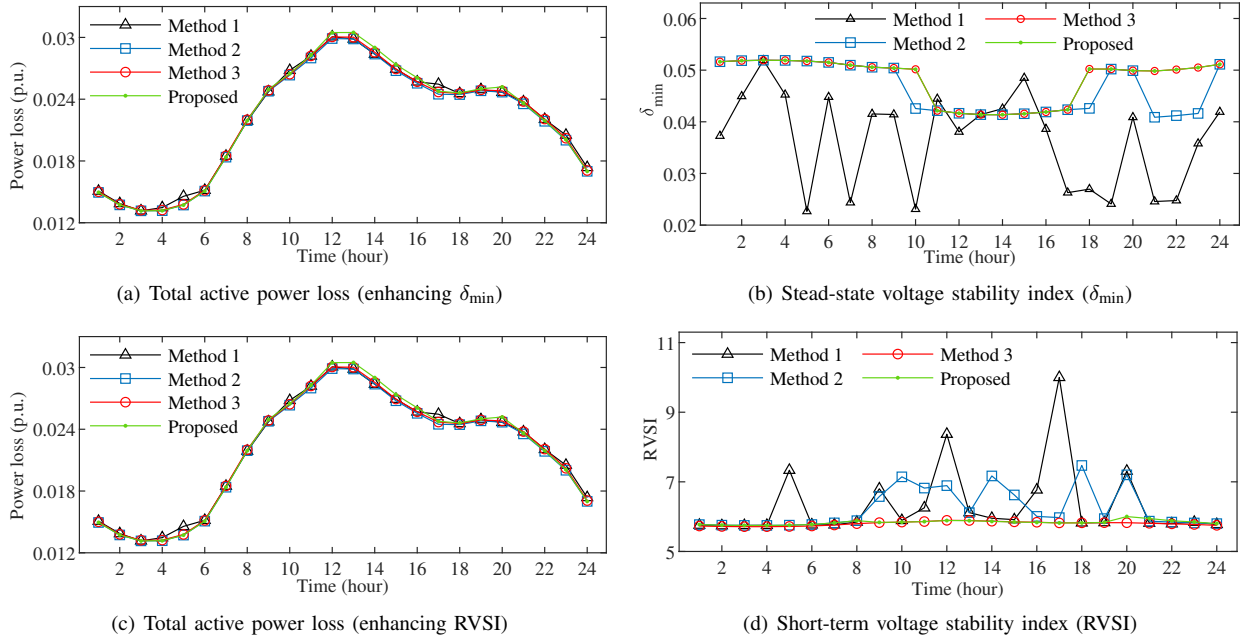 Power loss (p.u.)
0.03
0.024
0.018
0.012
Method 1
Method 2
Method 3
Proposed
2 4 6 8 10 12 14 16 18 20 22 24
Time (hour)
(a) Total active power loss (enhancing δmin)
δmin
0.06
0.05
0.04
0.03
0.02
Method 1
Method 2
Method 3
Proposed
2 4 6 8 10 12 14 16 18 20 22 24
Time (hour)
(b) Stead-state voltage stability index (δmin)
Power loss (p.u.)
0.03
0.024
0.018
0.012
Method 1
Method 2
Method 3
Proposed
2 4 6 8 10 12 14 16 18 20 22 24
Time (hour)
(c) Total active power loss (enhancing RVSI)
RVSI
11
9
7
5
Method 1
Method 2
Method 3
Proposed
2 4 6 8 10 12 14 16 18 20 22 24
Time (hour)
(d) Short-term voltage stability index (RVSI)